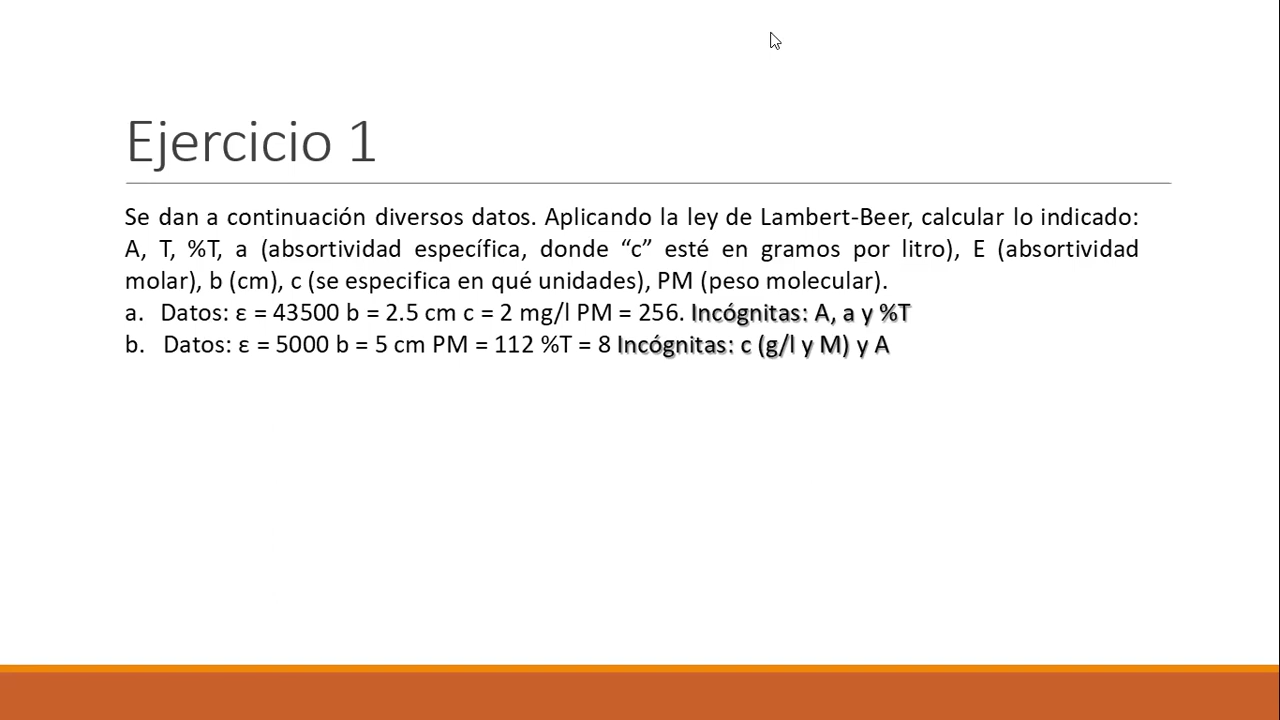 Ejercicio 1
Se dan a continuación diversos datos. Aplicando la ley de Lambert-Beer, calcular lo indicado:
A, T, %T, a (absortividad específica, donde “c” esté en gramos por litro), E (absortividad
molar), b (cm), c (se especifica en qué unidades), PM (peso molecular).
a. Datos: ε = 43500 b = 2.5 cm c = 2 mg/l PM = 256. Incógnitas: A, a y %T
b. Datos: ε = 5000 b = 5 cm PM = 112 %T = 8 Incógnitas: c (g/l y M) y A